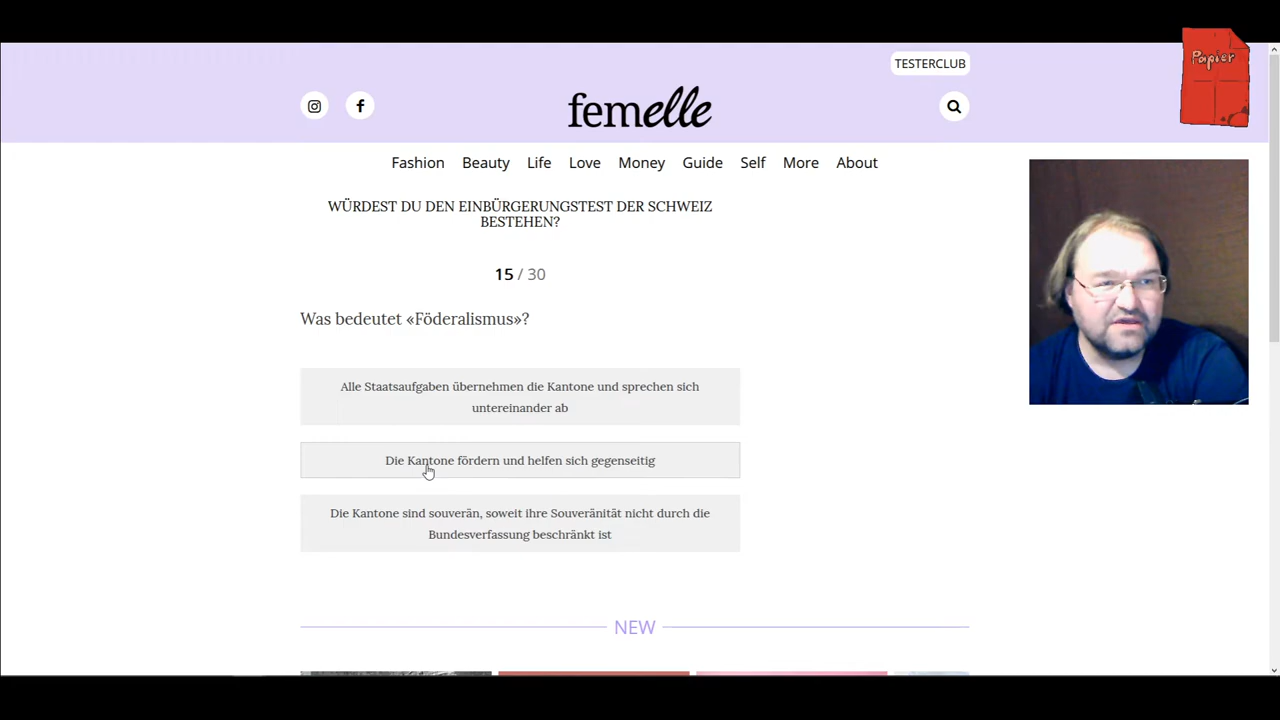 Papier
TESTERCLUB
femelle
Fashion Beauty Life Love Money Guide Self More About
WÜRDEST DU DEN EINBÜRGERUNGSTEST DER SCHWEIZ
BESTEHEN?
15 / 30
Was bedeutet «Föderalismus»?
Alle Staatsaufgaben übernehmen die Kantone und sprechen sich
untereinander ab
Die Kantone fördern und helfen sich gegenseitig
Die Kantone sind souverän, soweit ihre Souveränität nicht durch die
Bundesverfassung beschränkt ist
NEW